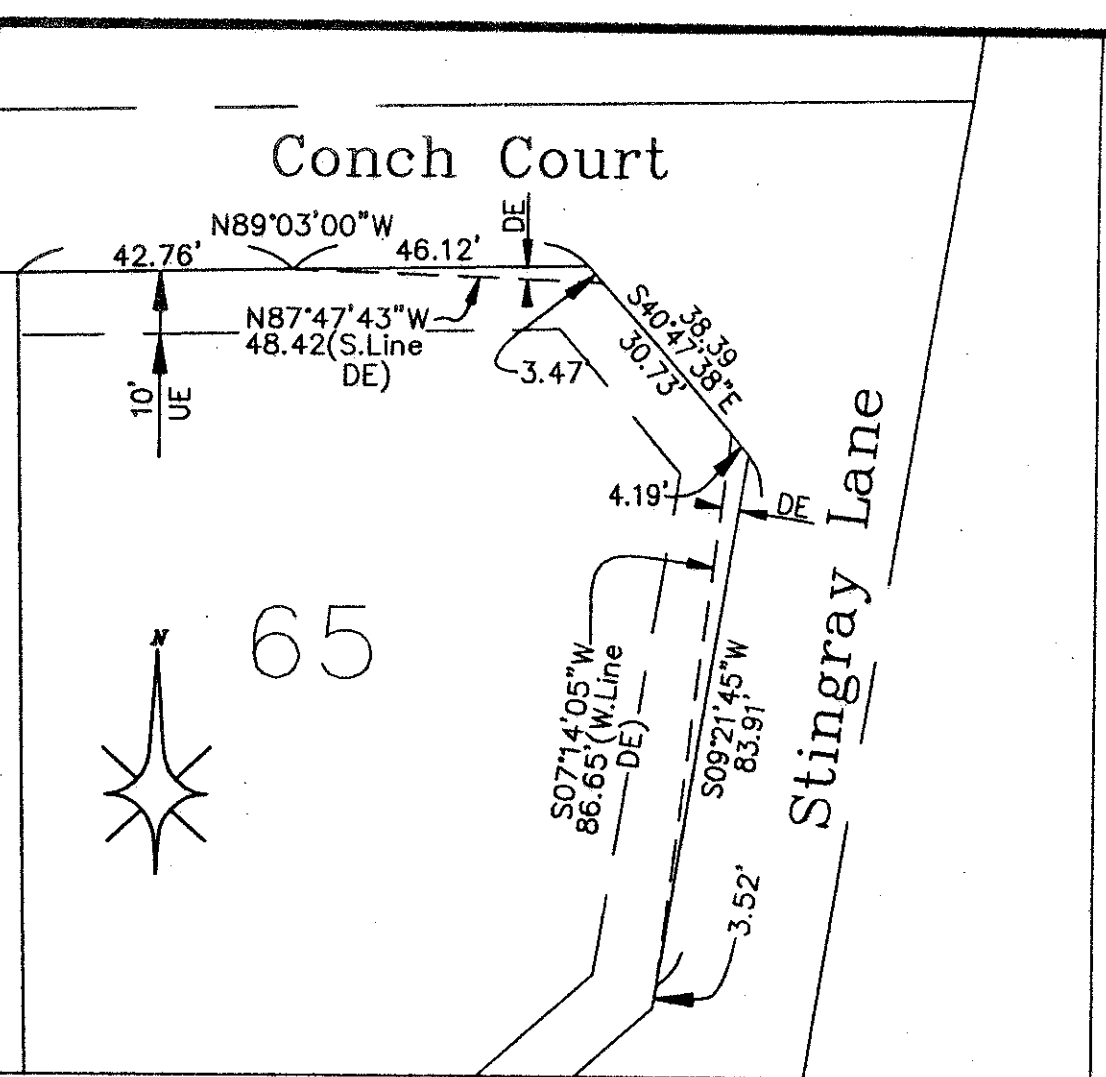 Conch Court
N89°03'00"W
42.76'
46.12'
DE
N87°47'43"W
48.42(S.Line
DE)
3.47'
38.39
S40°47'38"E
30.73'
10'
UE
4.19'
DE
Stingray Lane
65
N
S07°14'05"W
86.65'(W.Line
DE)
S09°21'45"W
83.91'
3.52'